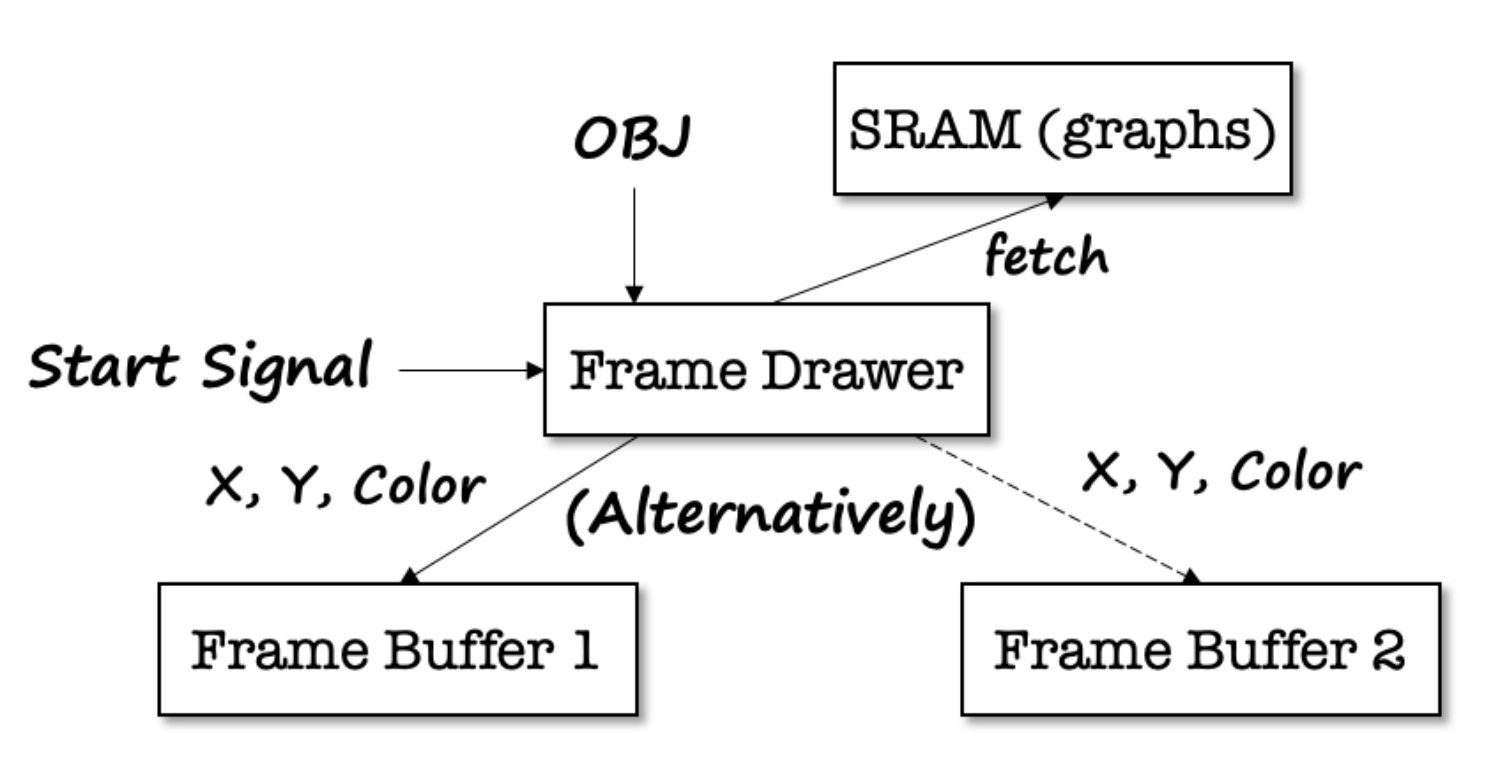 SRAM (graphs)
OBJ
fetch
Start Signal
Frame Drawer
X, Y, Color
(Alternatively)
X, Y, Color
Frame Buffer 1
Frame Buffer 2